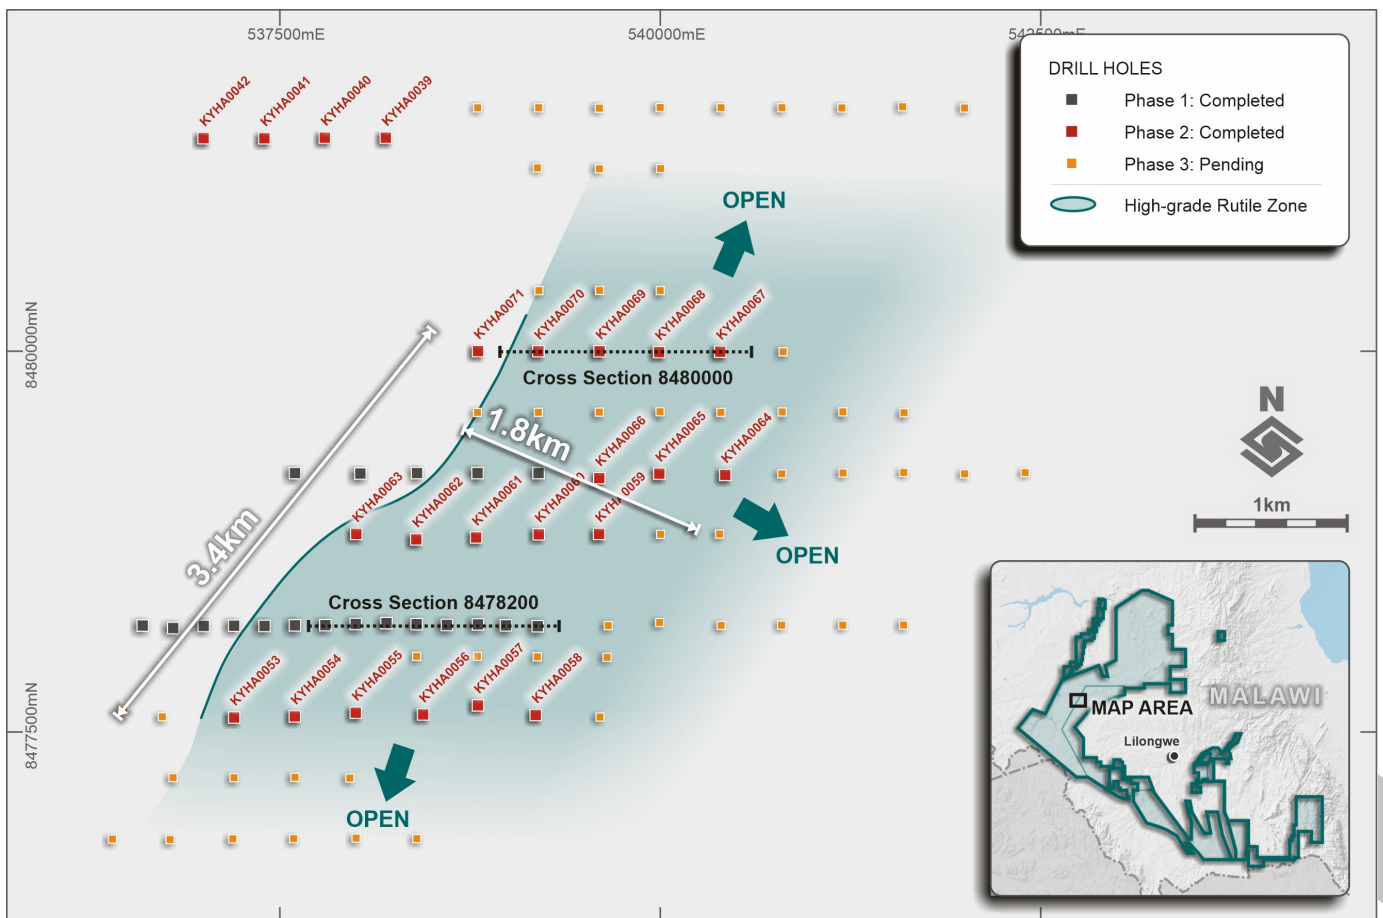 537500mE
540000mE
KYHA0042
KYHA0041
KYHA0040
KYHA0039
DRILL HOLES
Phase 1: Completed
Phase 2: Completed
Phase 3: Pending
High-grade Rutile Zone
OPEN
8480000mN
KYHA0071
KYHA0070
KYHA0069
KYHA0068
KYHA0067
Cross Section 8480000
N
1km
1.8km
KYHA0066
KYHA0065
KYHA0064
KYHA0063
KYHA0062
KYHA0061
KYHA0059
3.4km
OPEN
Cross Section 8478200
8477500mN
KYHA0053
KYHA0054
KYHA0055
KYHA0056
KYHA0057
KYHA0058
OPEN
MALAWI
MAP AREA
Lilongwe